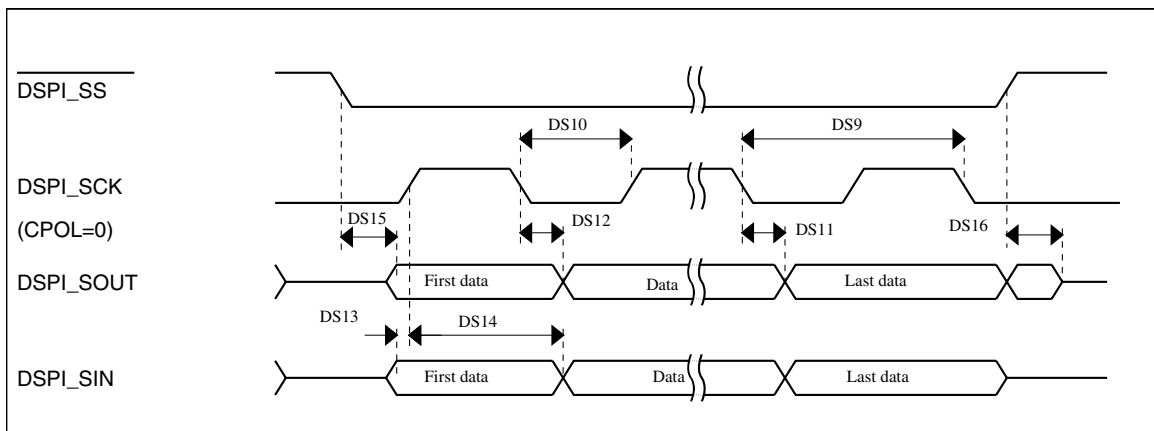 DSPI_SS
DS10
DS9
DSPI_SCK
(CPOL=0)
DS15
DS12
DS11
DS16
DSPI_SOUT
First data
Data
Last data
DS13
DS14
DSPI_SIN
First data
Data
Last data